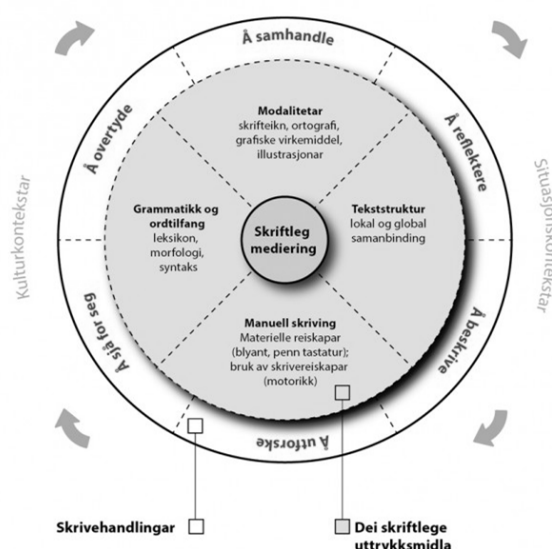 Å samhandle
Å reflektere
Å beskrive
Å utforske
Å sjå for seg
Å overtyde
Kulturkontekstar
Situasjonskontekstar
Modalitetar
skrifteikn, ortografi,
grafiske virkemiddel,
illustrasjonar
Grammatikk og
ordtilfang
leksikon,
morfologi,
syntaks
Skriftleg
mediering
Tekststruktur
lokal og global
samanbinding
Manuell skriving
Materielle reiskapar
(blyant, penn tastatur);
bruk av skrivereiskapar
(motorikk)
Skrivehandlingar
Dei skriftlege
uttrykksmidla